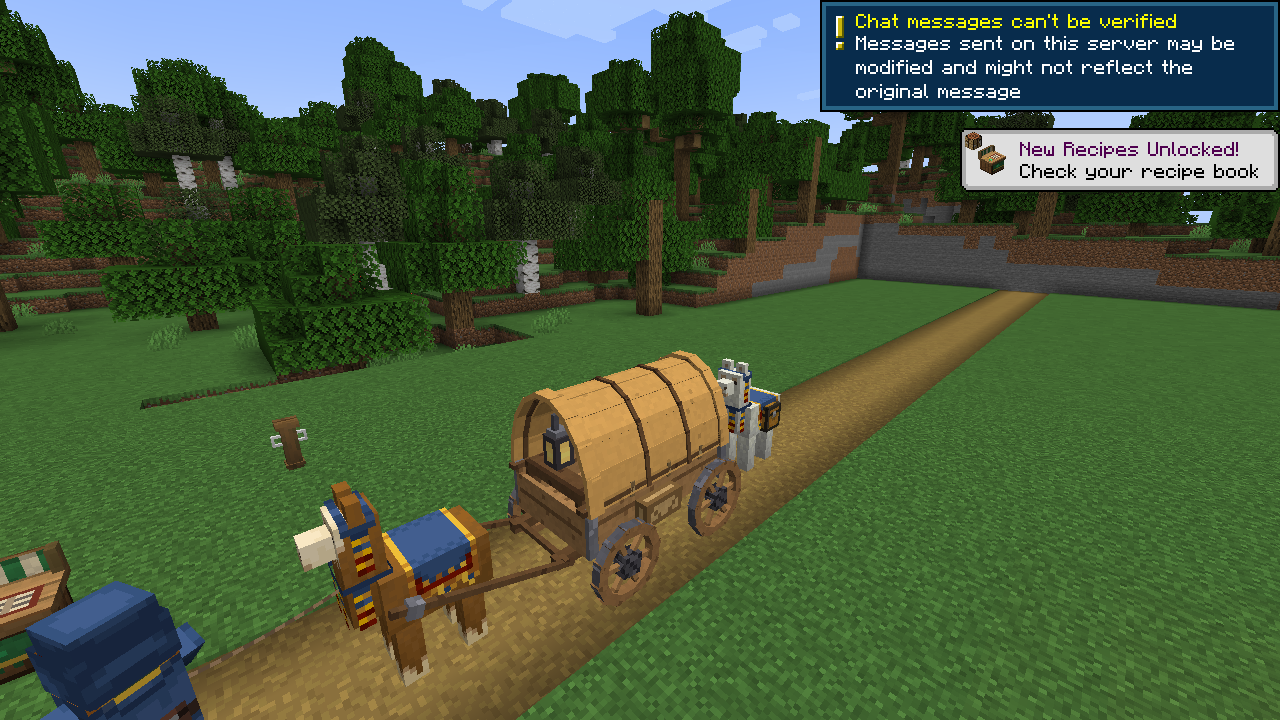 Chat messages can't be verified
Messages sent on this server may be
modified and might not reflect the
original message
New Recipes Unlocked!
Check your recipe book